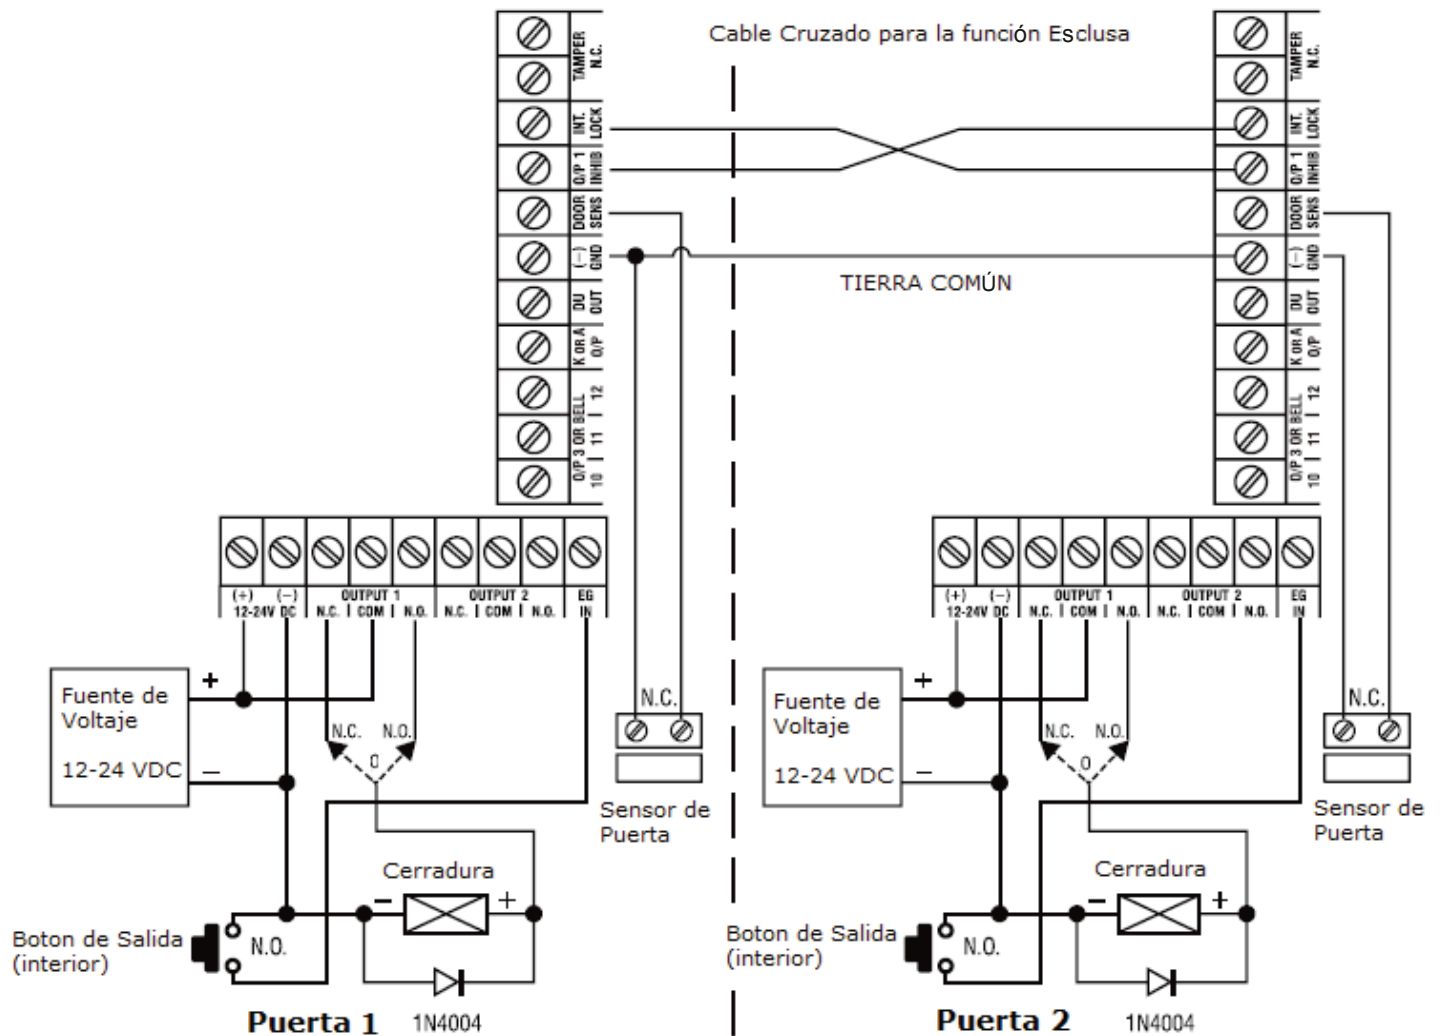 Cable Cruzado para la función Esclusa
TAMPER
N.C.
INT.
LOCK
O/P 1
INHIB
DOOR
SENS
(–)
GND
DU
OUT
K OR A
O/P
O/P 3 OR BELL
10 | 11 | 12
TAMPER
N.C.
INT.
LOCK
O/P 1
INHIB
DOOR
SENS
(–)
GND
DU
OUT
K OR A
O/P
O/P 3 OR BELL
10 | 11 | 12
TIERRA COMÚN
(+) (–) OUTPUT 1 OUTPUT 2 EG
12-24V DC N.C. | COM | N.O. N.C. | COM | N.O. IN
+
Fuente de
Voltaje
12-24 VDC
–
N.C. N.O.
O
N.C.
Sensor de
Puerta
Cerradura
– +
Boton de Salida
(interior)
N.O.
Puerta 1
1N4004
(+) (–) OUTPUT 1 OUTPUT 2 EG
12-24V DC N.C. | COM | N.O. N.C. | COM | N.O. IN
+
Fuente de
Voltaje
12-24 VDC
–
N.C. N.O.
O
N.C.
Sensor de
Puerta
Cerradura
– +
Boton de Salida
(interior)
N.O.
Puerta 2
1N4004